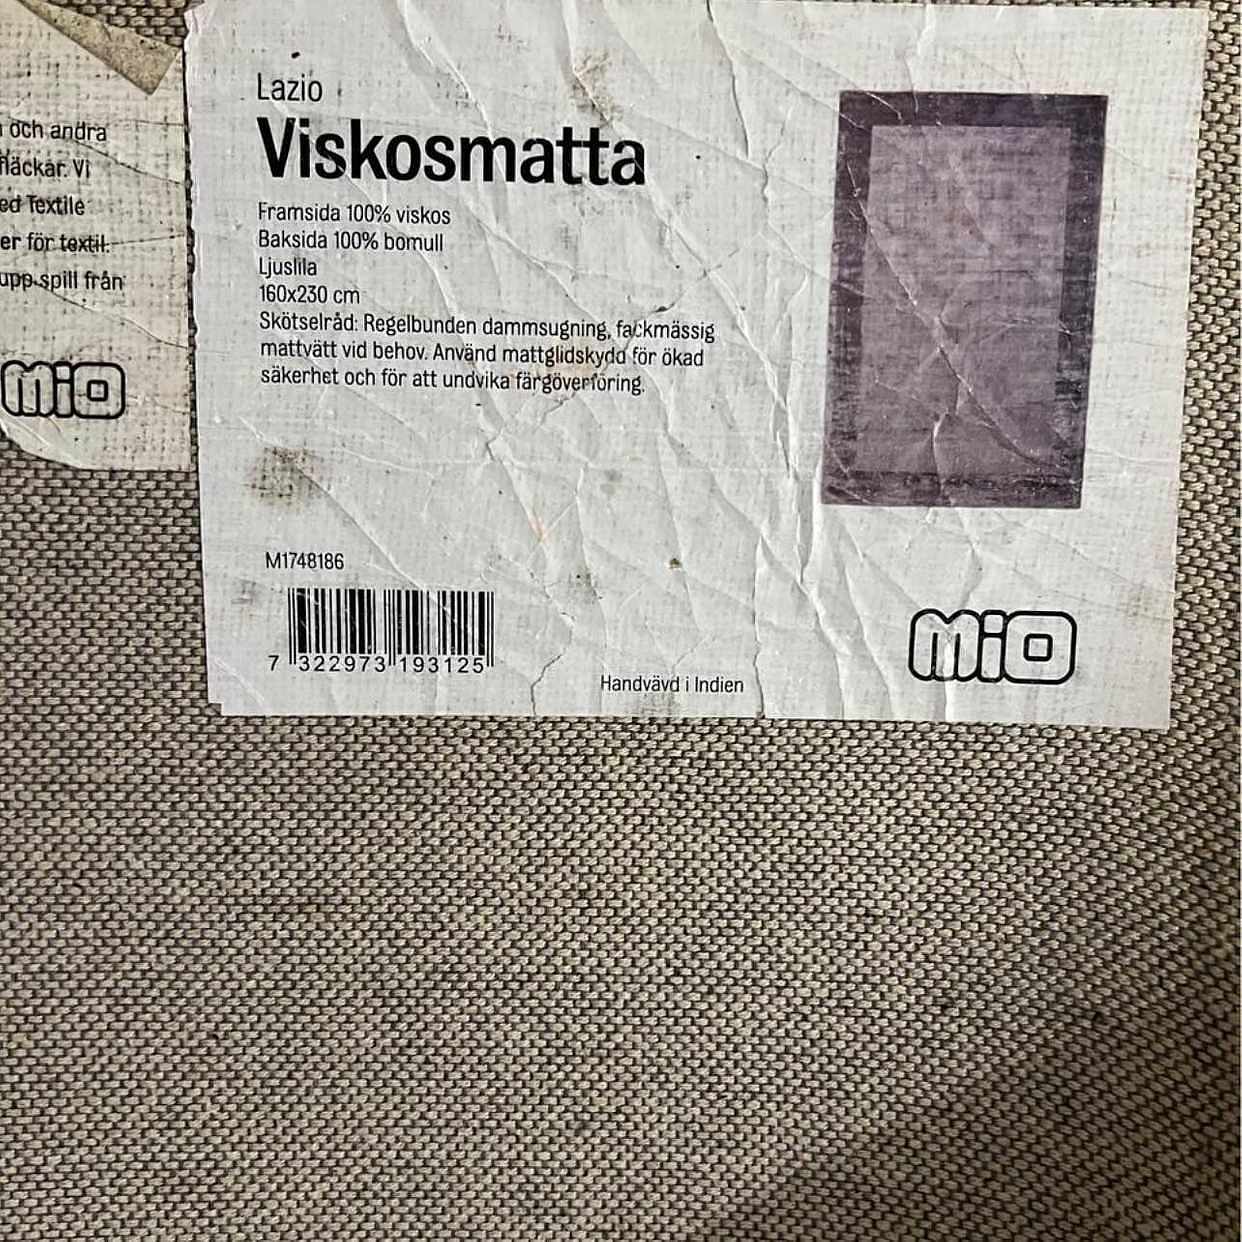 och andra
fläckar. Vi
ed Textile
er för textil.
upp spill från
mio
Lazio
Viskosmatta
Framsida 100% viskos
Baksida 100% bomull
Ljuslila
160x230 cm
Skötselråd: Regelbunden dammsugning, fackmässig
mattvätt vid behov. Använd mattglidskydd för ökad
säkerhet och för att undvika färgöverföring.
M1748186
7 322973 193125
Handvävd i Indien
mio